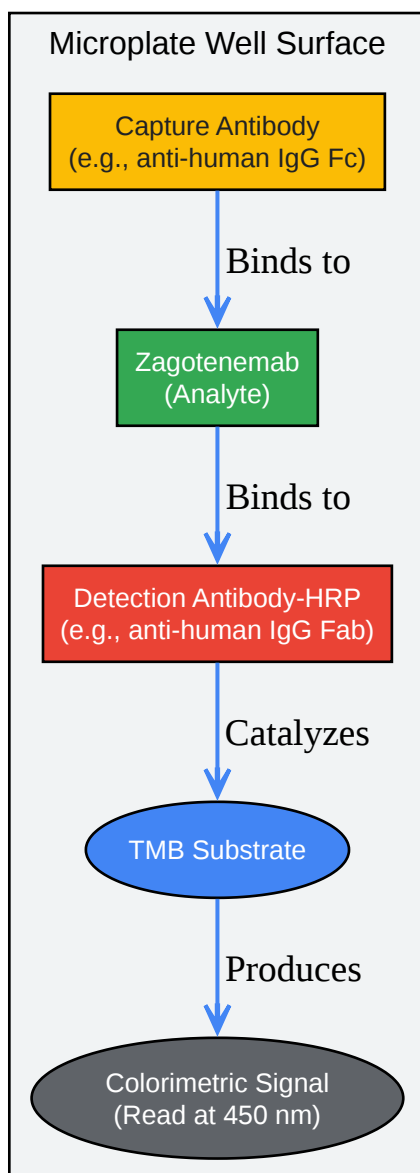 Microplate Well Surface
Capture Antibody
(e.g., anti-human IgG Fc)
Binds to
Zagotenemab
(Analyte)
Binds to
Detection Antibody-HRP
(e.g., anti-human IgG Fab)
Catalyzes
TMB Substrate
Produces
Colorimetric Signal
(Read at 450 nm)